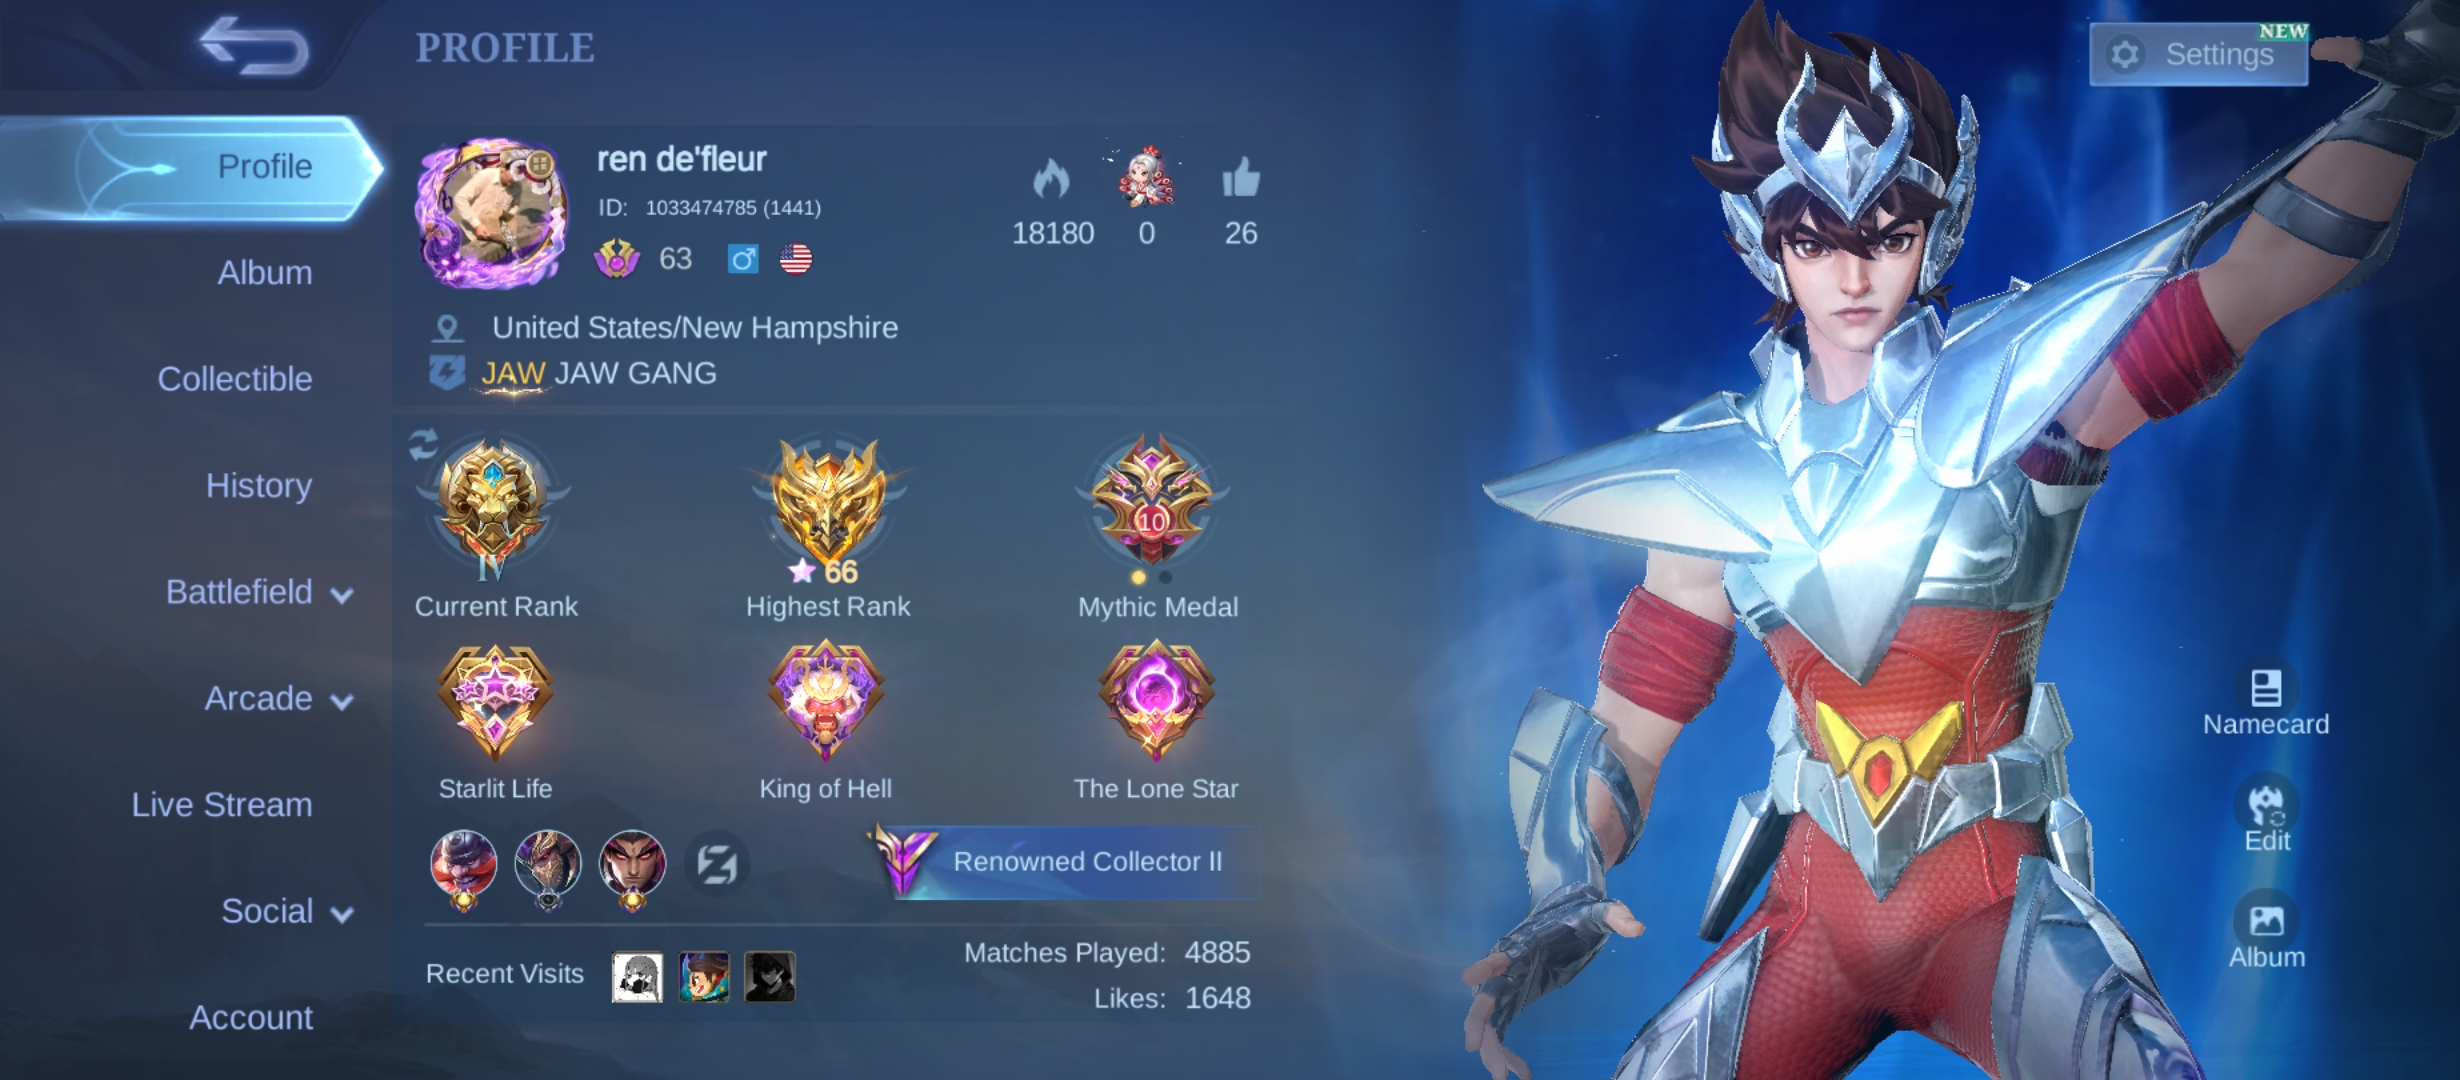 PROFILE
NEW
Settings
Profile
Album
Collectible
History
Battlefield
Arcade
Live Stream
Social
Account
ren de'fleur
ID: 1033474785 (1441)
63
18180
0
26
United States/New Hampshire
JAW JAW GANG
IV
Current Rank
66
Highest Rank
10
Mythic Medal
Starlit Life
King of Hell
The Lone Star
Renowned Collector II
Recent Visits
Matches Played: 4885
Likes: 1648
Namecard
Edit
Album